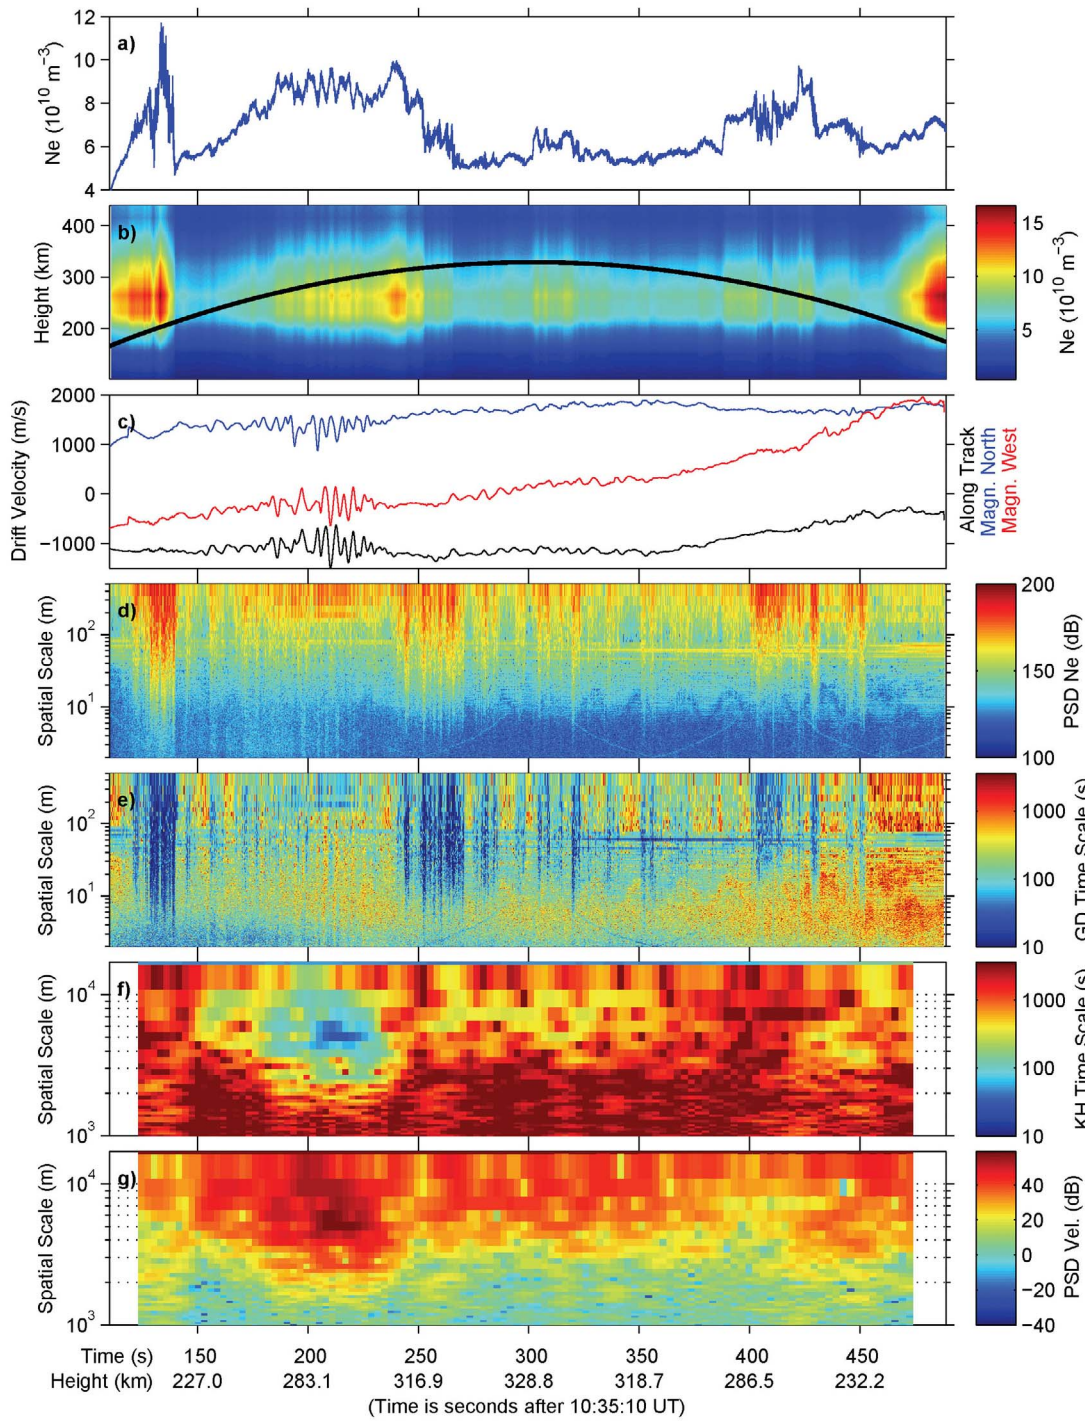 a)
12
10
8
6
4
Ne (10^10 m^−3)
b)
400
300
200
Height (km)
15
10
5
Ne (10^10 m^−3)
c)
2000
1000
0
−1000
Drift Velocity (m/s)
Along Track
Magn. North
Magn. West
d)
10^2
10^1
Spatial Scale (m)
200
150
100
PSD Ne (dB)
e)
10^2
10^1
Spatial Scale (m)
1000
100
10
GD Time Scale (s)
f)
10^4
10^3
Spatial Scale (m)
1000
100
10
KH Time Scale (s)
g)
10^4
10^3
Spatial Scale (m)
40
20
0
−20
−40
PSD Vel. (dB)
Time (s) 150 200 250 300 350 400 450
Height (km) 227.0 283.1 316.9 328.8 318.7 286.5 232.2
(Time is seconds after 10:35:10 UT)